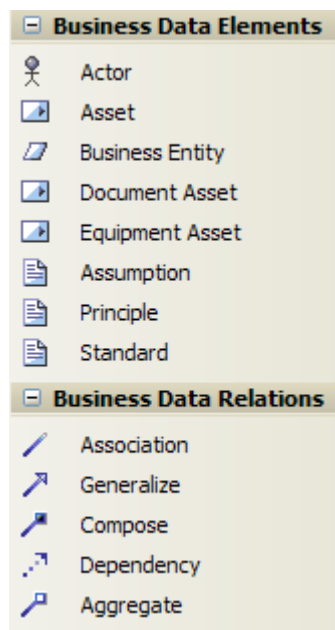 Business Data Elements
Actor
Asset
Business Entity
Document Asset
Equipment Asset
Assumption
Principle
Standard
Business Data Relations
Association
Generalize
Compose
Dependency
Aggregate